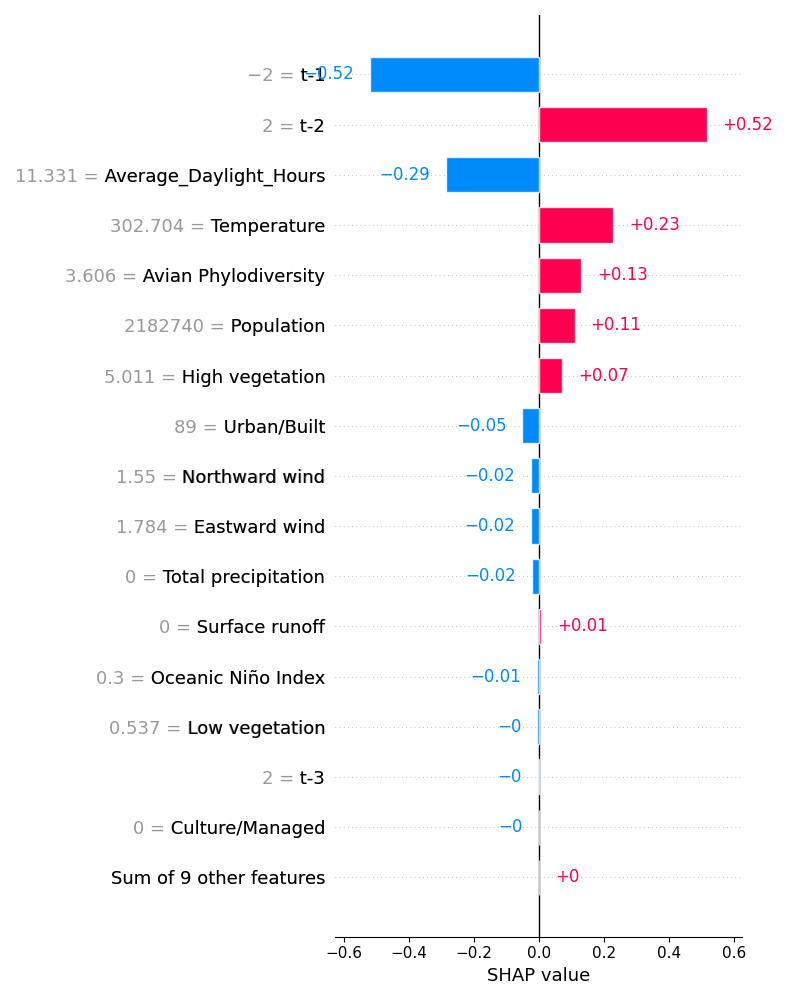 −2 = t-1 −0.52
2 = t-2 +0.52
11.331 = Average_Daylight_Hours −0.29
302.704 = Temperature +0.23
3.606 = Avian Phylodiversity +0.13
2182740 = Population +0.11
5.011 = High vegetation +0.07
89 = Urban/Built −0.05
1.55 = Northward wind −0.02
1.784 = Eastward wind −0.02
0 = Total precipitation −0.02
0 = Surface runoff +0.01
0.3 = Oceanic Niño Index −0.01
0.537 = Low vegetation −0
2 = t-3 −0
0 = Culture/Managed −0
Sum of 9 other features +0
−0.6 −0.4 −0.2 0.0 0.2 0.4 0.6
SHAP value